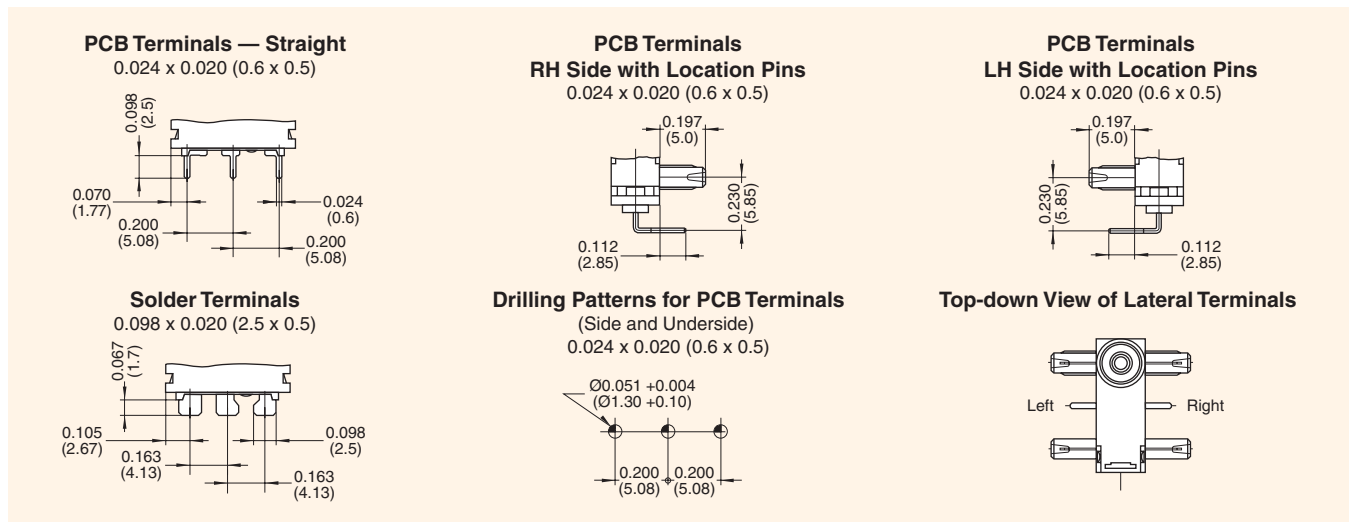 PCB Terminals — Straight
0.024 x 0.020 (0.6 x 0.5)
0.098
(2.5)
0.070
(1.77)
0.024
(0.6)
0.200
(5.08)
0.200
(5.08)
PCB Terminals
RH Side with Location Pins
0.024 x 0.020 (0.6 x 0.5)
0.197
(5.0)
0.230
(5.85)
0.112
(2.85)
PCB Terminals
LH Side with Location Pins
0.024 x 0.020 (0.6 x 0.5)
0.197
(5.0)
0.230
(5.85)
0.112
(2.85)
Solder Terminals
0.098 x 0.020 (2.5 x 0.5)
0.067
(1.7)
0.105
(2.67)
0.098
(2.5)
0.163
(4.13)
0.163
(4.13)
Drilling Patterns for PCB Terminals
(Side and Underside)
0.024 x 0.020 (0.6 x 0.5)
Ø0.051 +0.004
(Ø1.30 +0.10)
0.200 0.200
(5.08) (5.08)
Top-down View of Lateral Terminals
Left Right